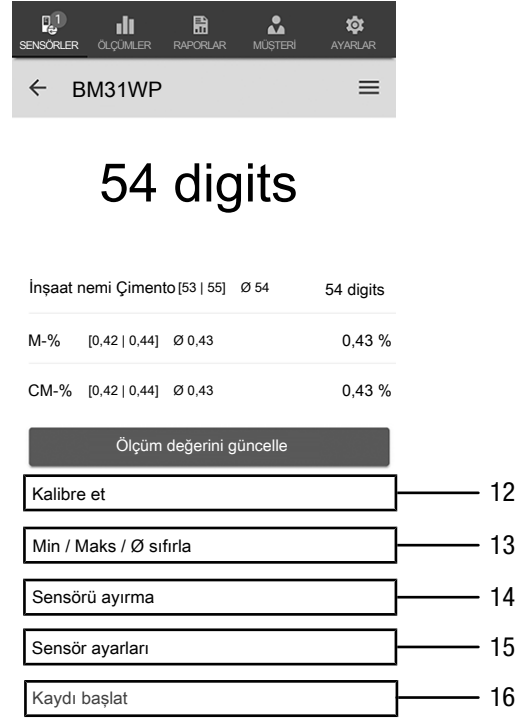 1
SENSÖRLER ÖLÇÜMLER RAPORLAR MÜŞTERİ AYARLAR
BM31WP
54 digits
İnşaat nemi Çimento [53 | 55] Ø 54 54 digits
M-% [0,42 | 0,44] Ø 0,43 0,43 %
CM-% [0,42 | 0,44] Ø 0,43 0,43 %
Ölçüm değerini güncelle
Kalibre et 12
Min / Maks / Ø sıfırla 13
Sensörü ayırma 14
Sensör ayarları 15
Kaydı başlat 16